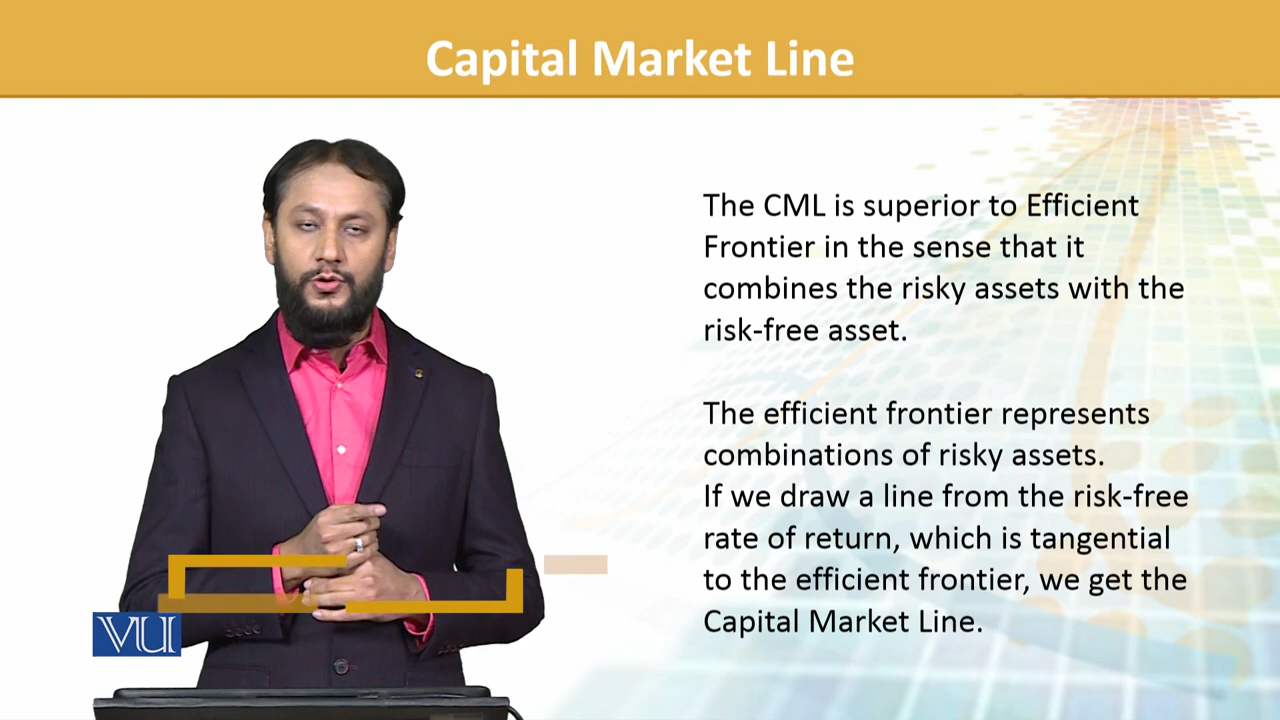 Capital Market Line
The CML is superior to Efficient
Frontier in the sense that it
combines the risky assets with the
risk-free asset.
The efficient frontier represents
combinations of risky assets.
If we draw a line from the risk-free
rate of return, which is tangential
to the efficient frontier, we get the
Capital Market Line.
VU